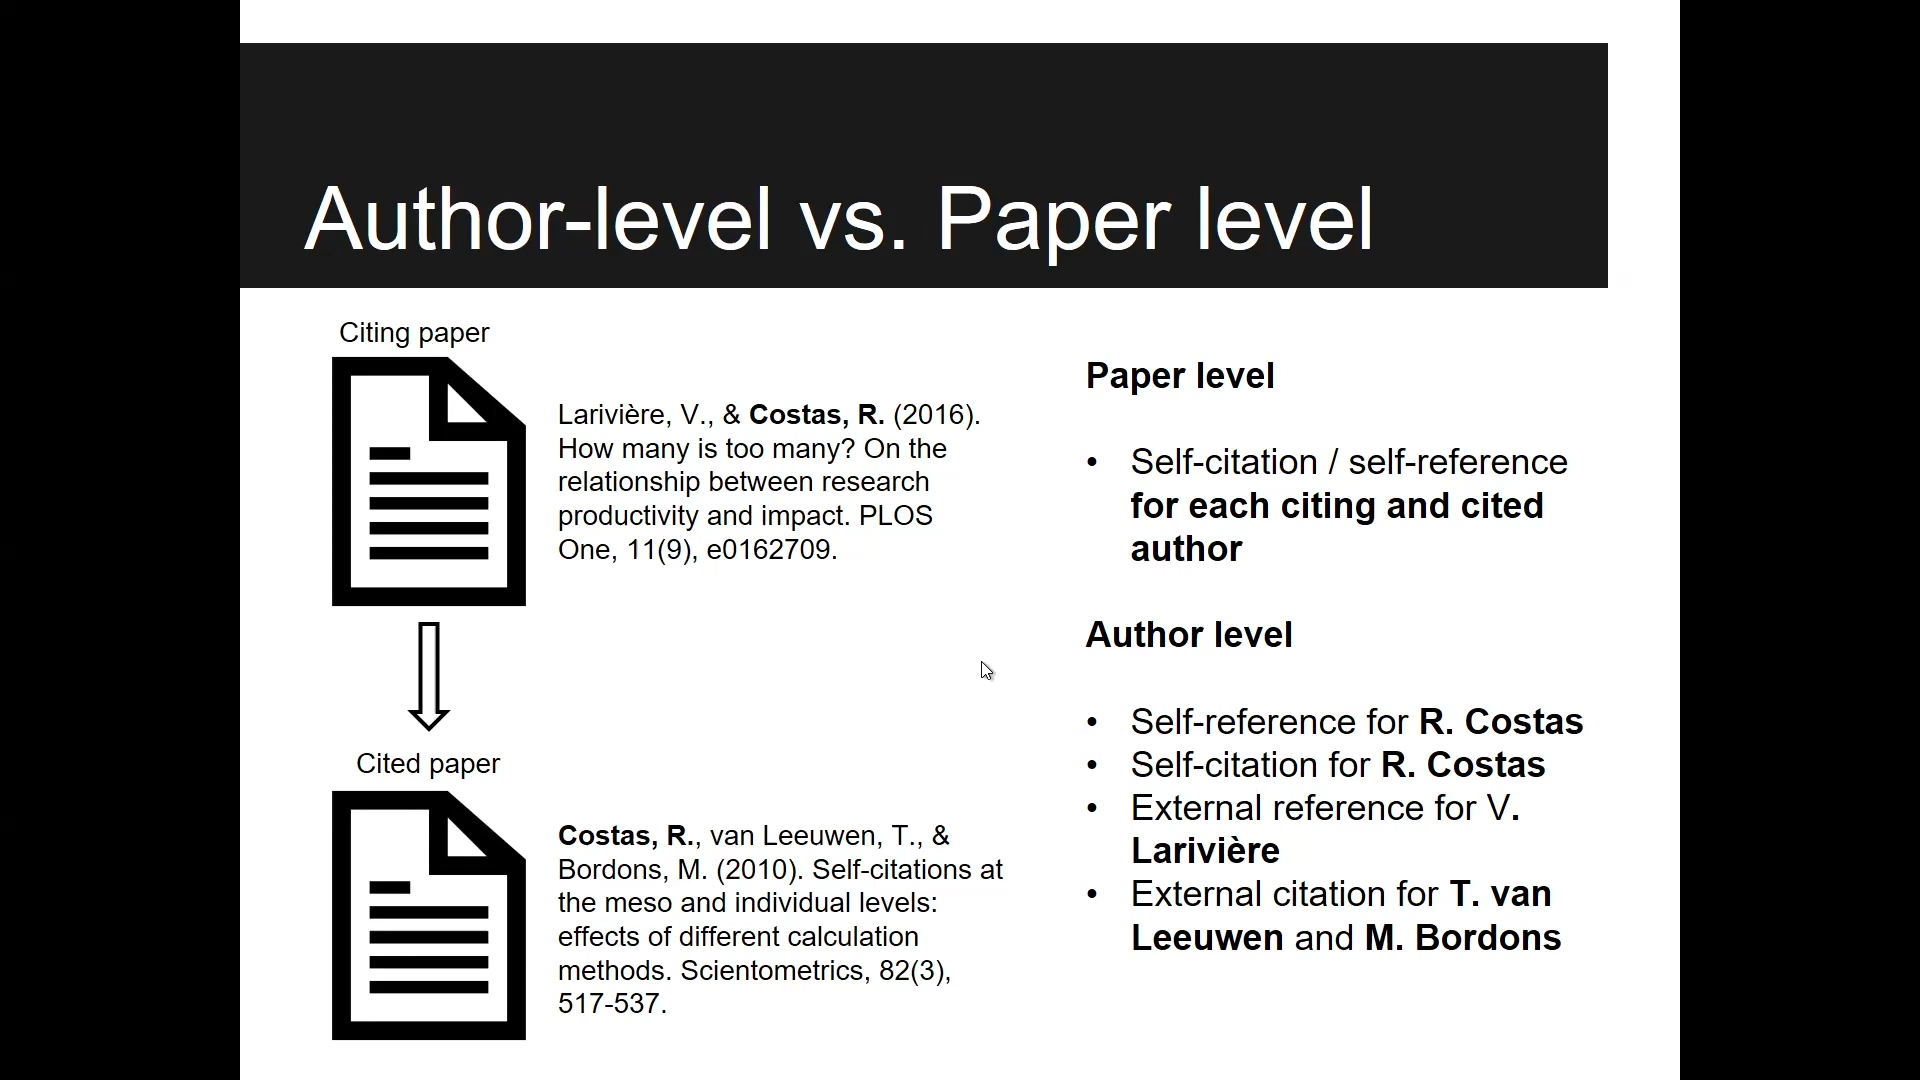 Author-level vs. Paper level
Citing paper
Larivière, V., & Costas, R. (2016).
How many is too many? On the
relationship between research
productivity and impact. PLOS
One, 11(9), e0162709.
Cited paper
Costas, R., van Leeuwen, T., &
Bordons, M. (2010). Self-citations at
the meso and individual levels:
effects of different calculation
methods. Scientometrics, 82(3),
517-537.
Paper level
• Self-citation / self-reference
for each citing and cited
author
Author level
• Self-reference for R. Costas
• Self-citation for R. Costas
• External reference for V.
Larivière
• External citation for T. van
Leeuwen and M. Bordons